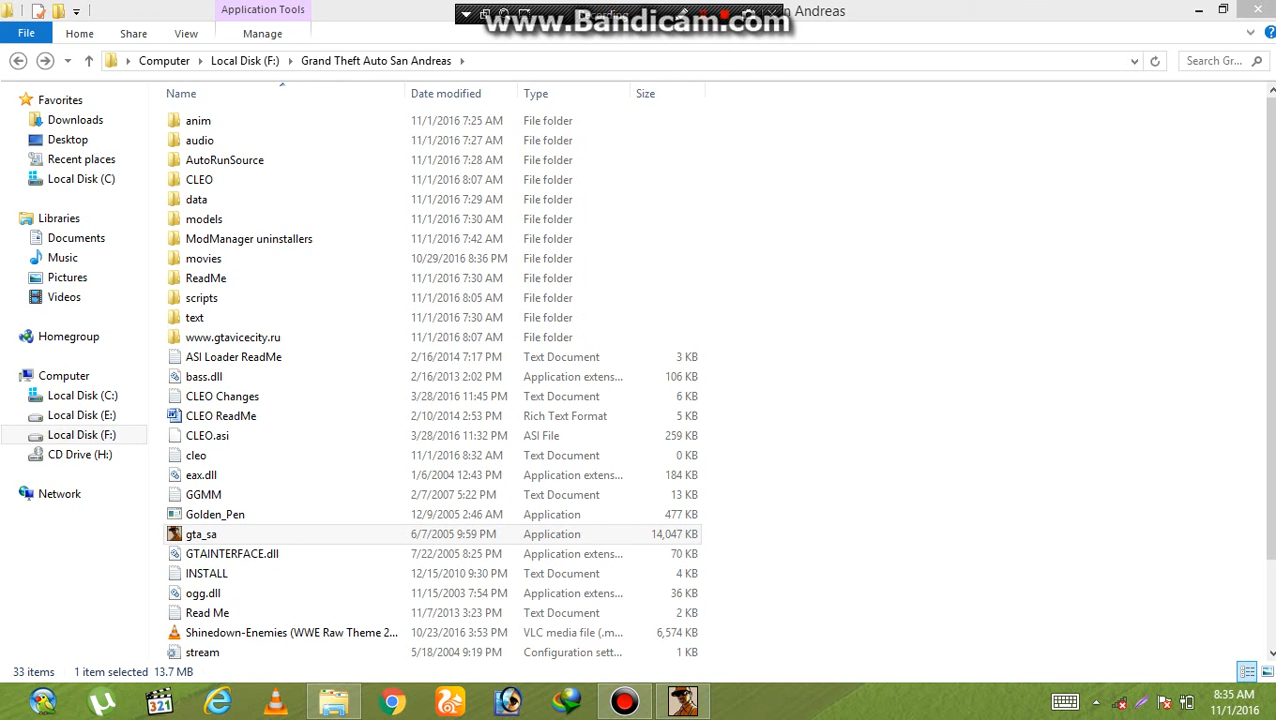 Application Tools
www.Bandicam.com
n Andreas
File
Home
Share
View
Manage
Computer
Local Disk (F:)
Grand Theft Auto San Andreas
Search Gr...
Name
Date modified
Type
Size
Favorites
Downloads
Desktop
Recent places
Local Disk (C)
Libraries
Documents
Music
Pictures
Videos
Homegroup
Computer
Local Disk (C:)
Local Disk (E:)
Local Disk (F:)
CD Drive (H:)
Network
anim 11/1/2016 7:25 AM File folder
audio 11/1/2016 7:27 AM File folder
AutoRunSource 11/1/2016 7:28 AM File folder
CLEO 11/1/2016 8:07 AM File folder
data 11/1/2016 7:29 AM File folder
models 11/1/2016 7:30 AM File folder
ModManager uninstallers 11/1/2016 7:42 AM File folder
movies 10/29/2016 8:36 PM File folder
ReadMe 11/1/2016 7:30 AM File folder
scripts 11/1/2016 8:05 AM File folder
text 11/1/2016 7:30 AM File folder
www.gtavicecity.ru 11/1/2016 8:07 AM File folder
ASI Loader ReadMe 2/16/2014 7:17 PM Text Document 3 KB
bass.dll 2/16/2013 2:02 PM Application extens... 106 KB
CLEO Changes 3/28/2016 11:45 PM Text Document 6 KB
CLEO ReadMe 2/10/2014 2:53 PM Rich Text Format 5 KB
CLEO.asi 3/28/2016 11:32 PM ASI File 259 KB
cleo 11/1/2016 8:32 AM Text Document 0 KB
eax.dll 1/6/2004 12:43 PM Application extens... 184 KB
GGMM 2/7/2007 5:22 PM Text Document 13 KB
Golden_Pen 12/9/2005 2:46 AM Application 477 KB
gta_sa 6/7/2005 9:59 PM Application 14,047 KB
GTAINTERFACE.dll 7/22/2005 8:25 PM Application extens... 70 KB
INSTALL 12/15/2010 9:30 PM Text Document 4 KB
ogg.dll 11/15/2003 7:54 PM Application extens... 36 KB
Read Me 11/7/2013 3:23 PM Text Document 2 KB
Shinedown-Enemies (WWE Raw Theme 2... 10/23/2016 3:53 PM VLC media file (.m... 6,574 KB
stream 5/18/2004 9:19 PM Configuration sett... 1 KB
33 items
1 item selected 13.7 MB
321
8:35 AM
11/1/2016